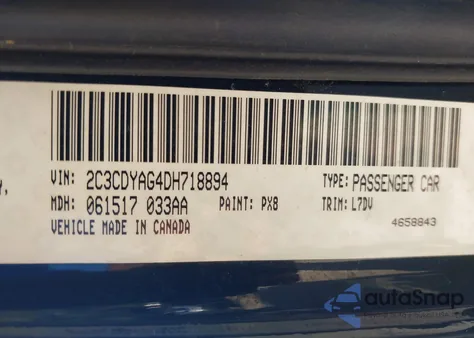 Y,
VIN: 2C3CDYAG4DH718894 TYPE: PASSENGER CAR
MDH: 061517 033AA PAINT: PX8 TRIM: L7DV
VEHICLE MADE IN CANADA 4658843
autoSnap